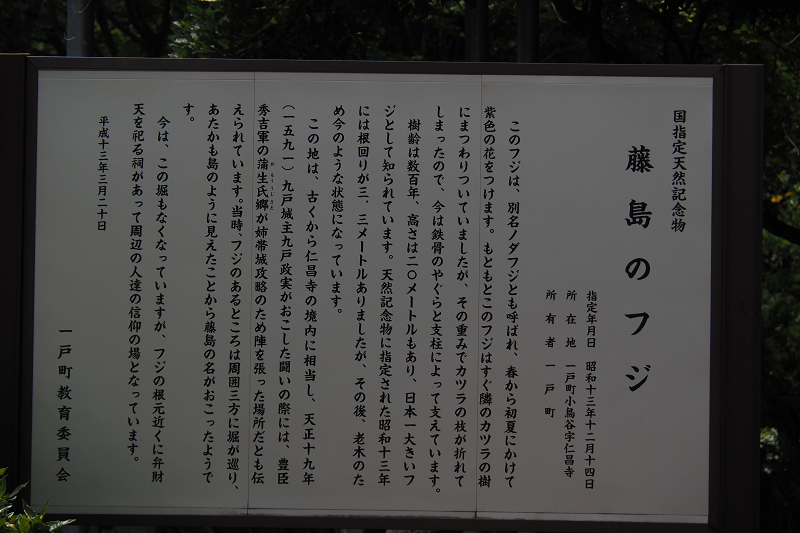 国指定天然記念物
藤島のフジ
指定年月日　昭和十三年十二月十四日
所在地　一戸町小鳥谷字仁昌寺
所有者　一戸町
このフジは、別名ノダフジとも呼ばれ、春から初夏にかけて
紫色の花をつけます。もともとこのフジはすぐ隣のカツラの樹
にまつわりついていましたが、その重みでカツラの枝が折れて
しまったので、今は鉄骨のやぐらと支柱によって支えています。
樹齢は数百年、高さは二〇メートルもあり、日本一大きいフ
ジとして知られています。天然記念物に指定された昭和十三年
には根回りが三．三メートルありましたが、その後、老木のた
め今のような状態になっています。
この地は、古くから仁昌寺の境内に相当し、天正十九年
（一五九一）九戸城主九戸政実がおこした闘いの際には、豊臣
秀吉軍の蒲生氏郷が姉帯城攻略のため陣を張った場所だとも伝
がもううじさと
えられています。当時、フジのあるところは周囲三方に堀が巡り、
あたかも島のように見えたことから藤島の名がおこったようで
す。
今は、この堀もなくなっていますが、フジの根元近くに弁財
天を祀る祠があって周辺の人達の信仰の場となっています。
平成十三年三月二十日
一戸町教育委員会